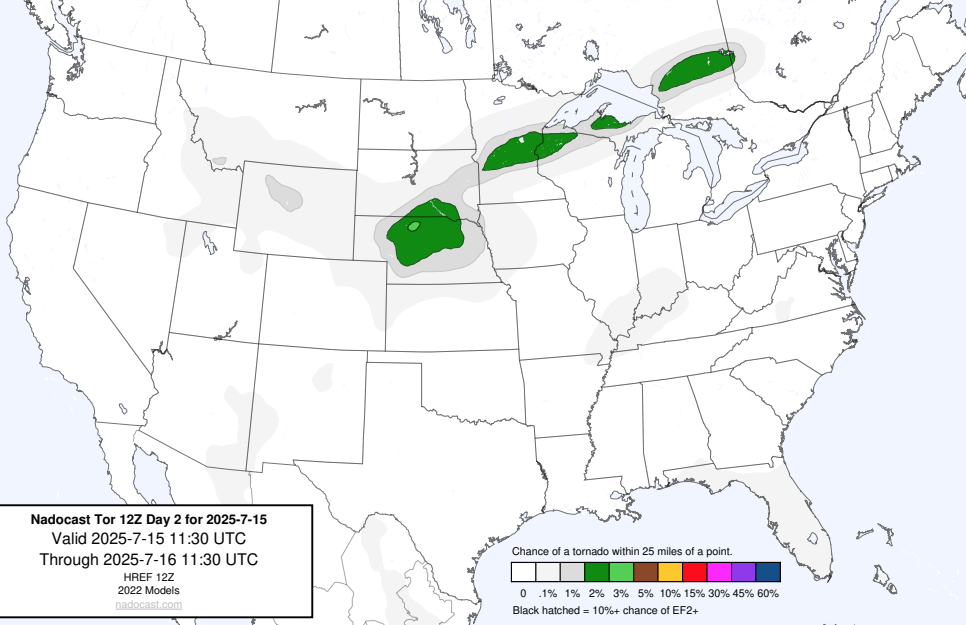 Nadocast Tor 12Z Day 2 for 2025-7-15
Valid 2025-7-15 11:30 UTC
Through 2025-7-16 11:30 UTC
HREF 12Z
2022 Models
nadocast.com
Chance of a tornado within 25 miles of a point.
0 .1% 1% 2% 3% 5% 10% 15% 30% 45% 60%
Black hatched = 10%+ chance of EF2+